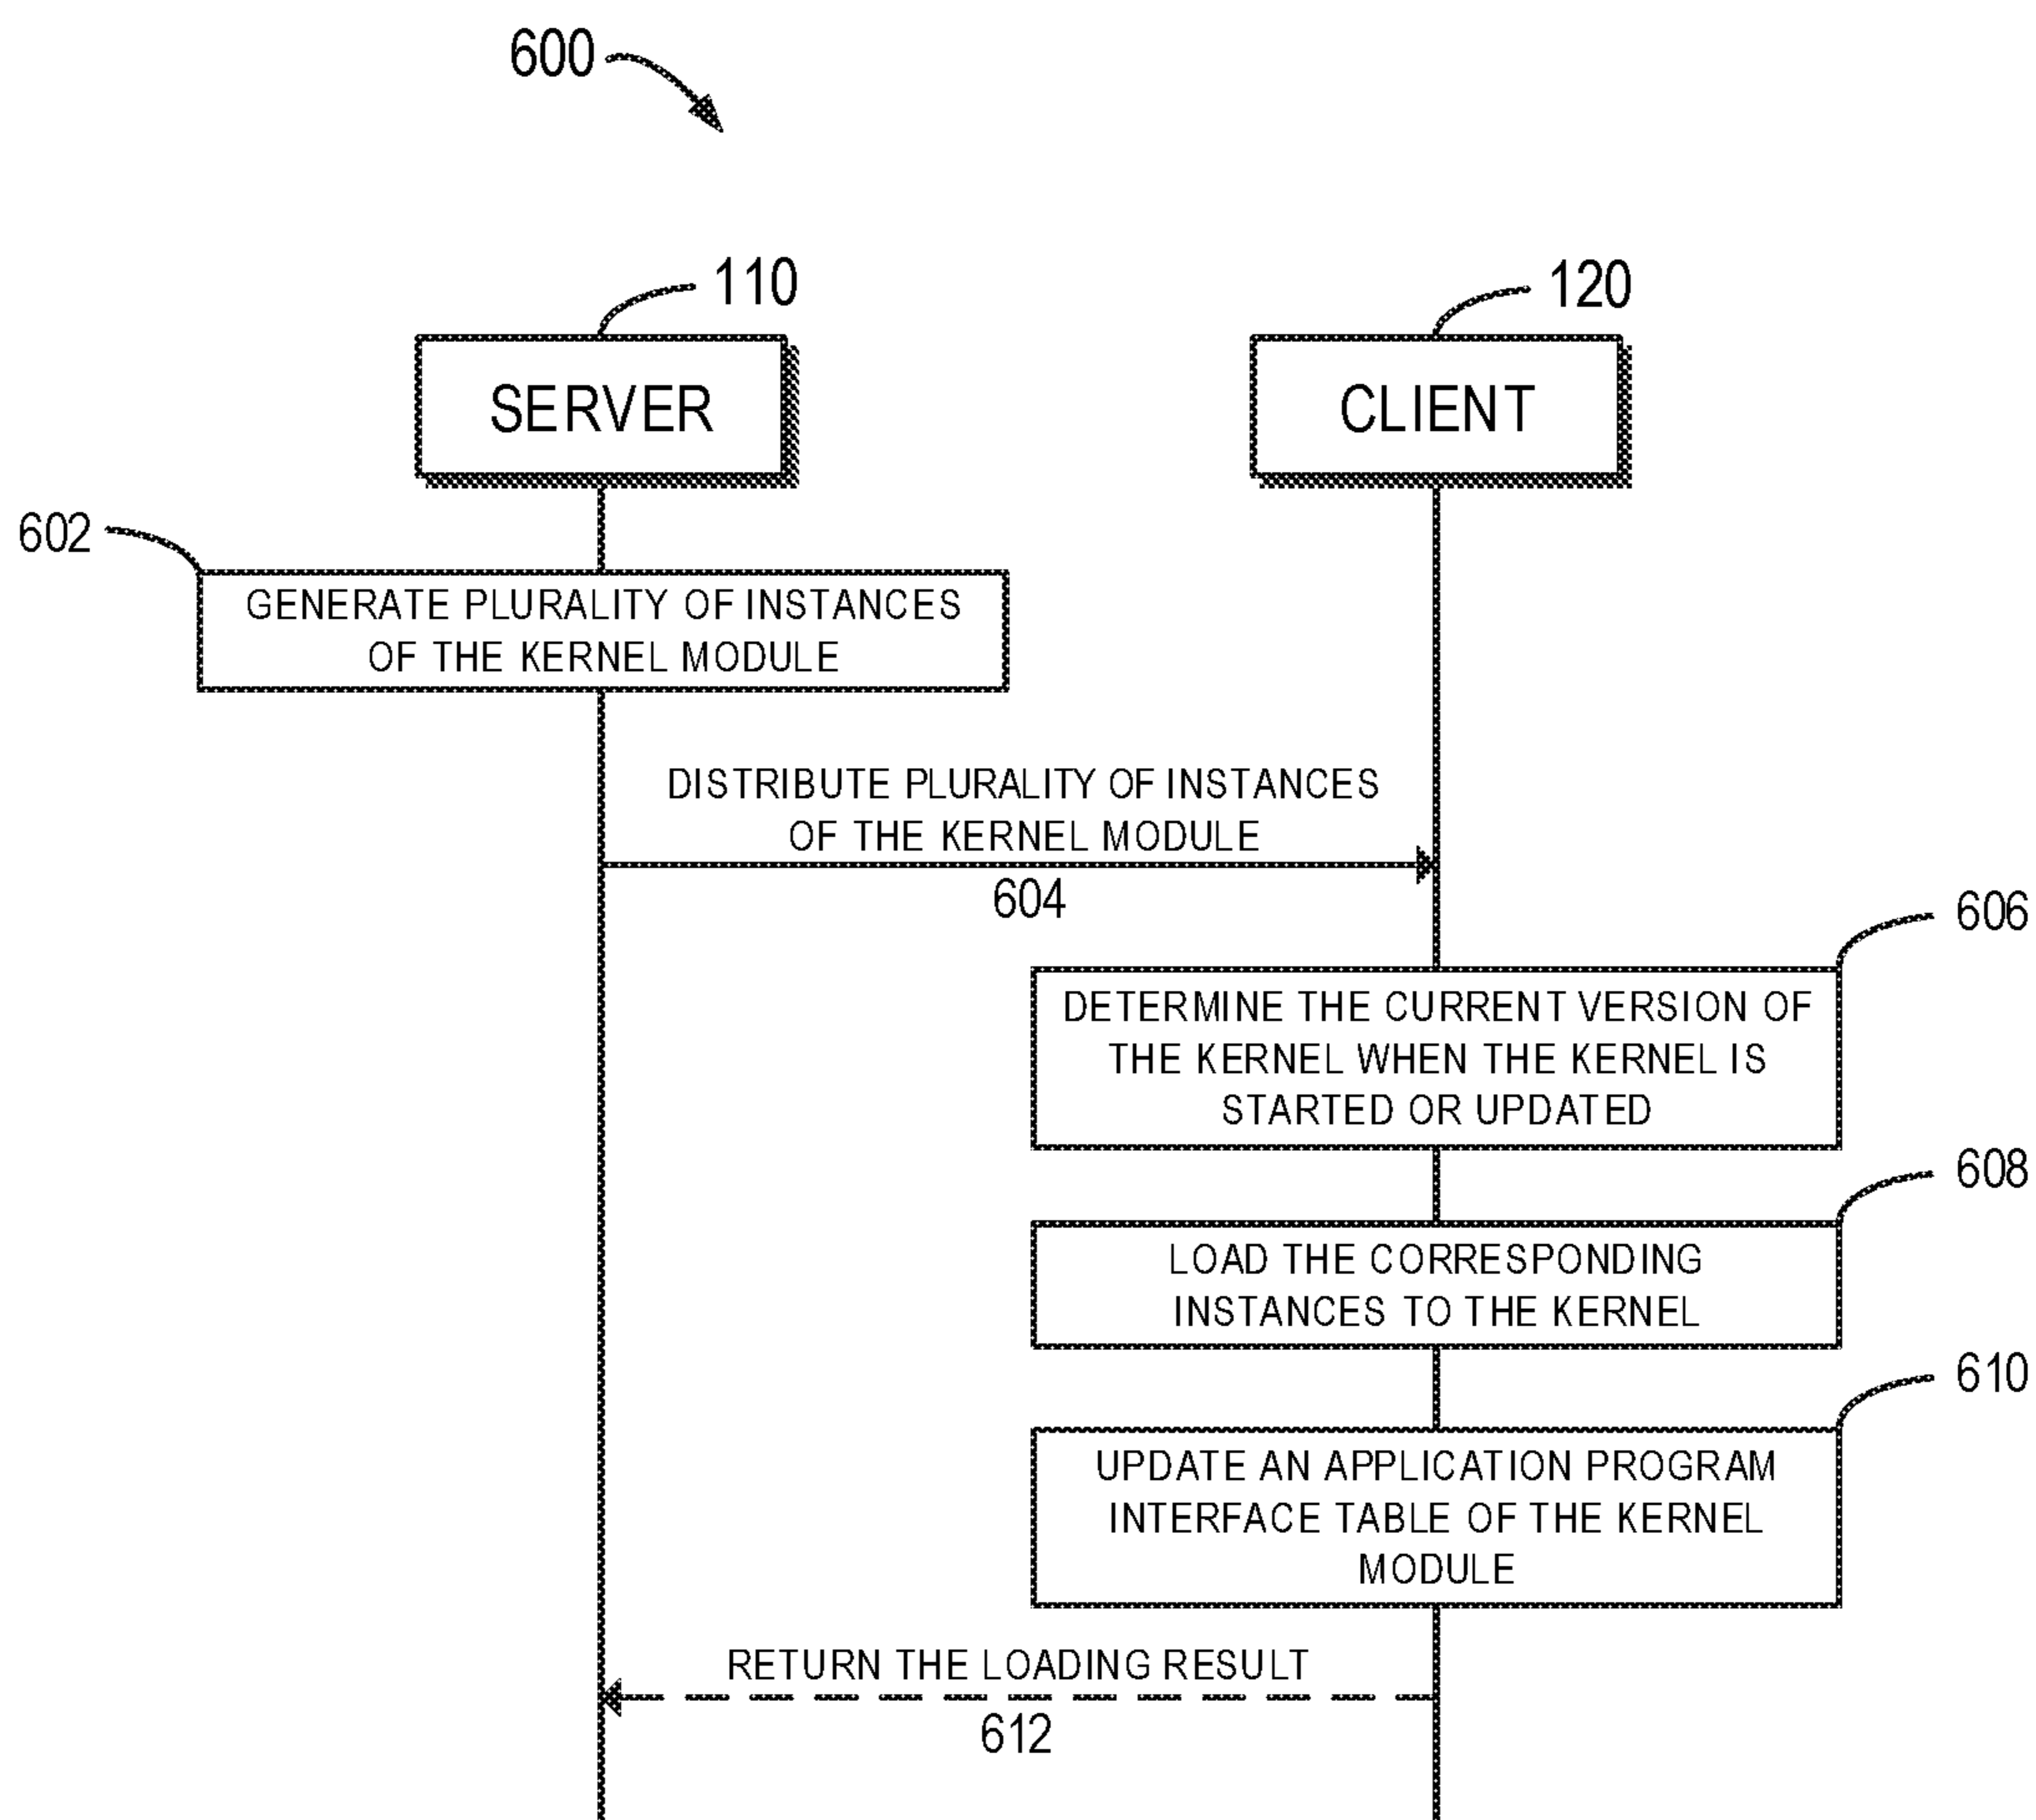 600
110
120
SERVER
CLIENT
602
GENERATE PLURALITY OF INSTANCES
OF THE KERNEL MODULE
DISTRIBUTE PLURALITY OF INSTANCES
OF THE KERNEL MODULE
604
606
DETERMINE THE CURRENT VERSION OF
THE KERNEL WHEN THE KERNEL IS
STARTED OR UPDATED
608
LOAD THE CORRESPONDING
INSTANCES TO THE KERNEL
610
UPDATE AN APPLICATION PROGRAM
INTERFACE TABLE OF THE KERNEL
MODULE
RETURN THE LOADING RESULT
612